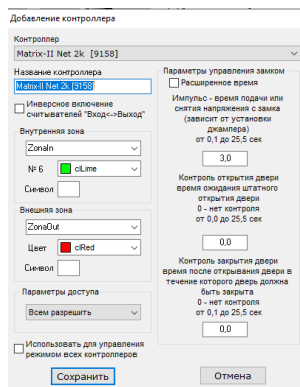 Добавление контроллера
Контроллер
Matrix-II Net 2k [9158]
Название контроллера
Matrix-II Net 2k [9158]
Инверсное включение
считывателей "Вход<->Выход"
Внутренняя зона
ZonaIn
№ 6 clLime
Символ
Внешняя зона
ZonaOut
Цвет clRed
Символ
Параметры доступа
Всем разрешить
Использовать для управления
режимом всех контроллеров
Параметры управления замком
Расширенное время
Импульс - время подачи или
снятия напряжения с замка
(зависит от установки
джампера)
от 0,1 до 25,5 сек
3,0
Контроль открытия двери
время ожидания штатного
открытия двери
0 - нет контроля
от 0,0 до 25,5 сек
0,0
Контроль закрытия двери
время после открывания двери в
течение которого дверь должна
быть закрыта
0 - нет контроля
от 0,1 до 25,5 сек
0,0
Сохранить
Отмена